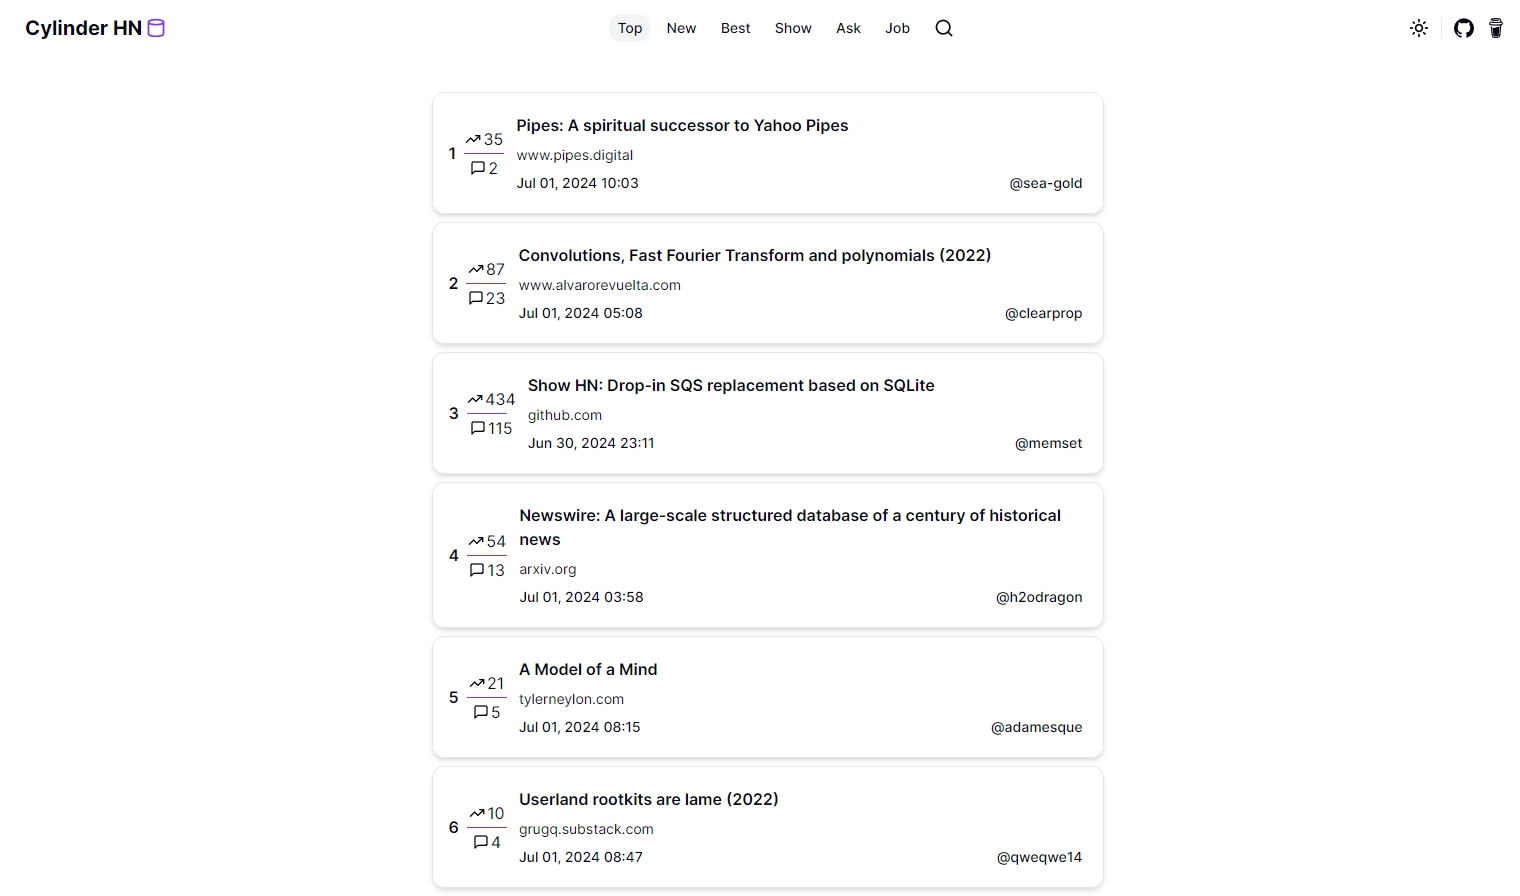 Cylinder HN
Top New Best Show Ask Job
1
35
2
Pipes: A spiritual successor to Yahoo Pipes
www.pipes.digital
Jul 01, 2024 10:03 @sea-gold
2
87
23
Convolutions, Fast Fourier Transform and polynomials (2022)
www.alvarorevuelta.com
Jul 01, 2024 05:08 @clearprop
3
434
115
Show HN: Drop-in SQS replacement based on SQLite
github.com
Jun 30, 2024 23:11 @memset
4
54
13
Newswire: A large-scale structured database of a century of historical
news
arxiv.org
Jul 01, 2024 03:58 @h2odragon
5
21
5
A Model of a Mind
tylerneylon.com
Jul 01, 2024 08:15 @adamesque
6
10
4
Userland rootkits are lame (2022)
grugq.substack.com
Jul 01, 2024 08:47 @qweqwe14